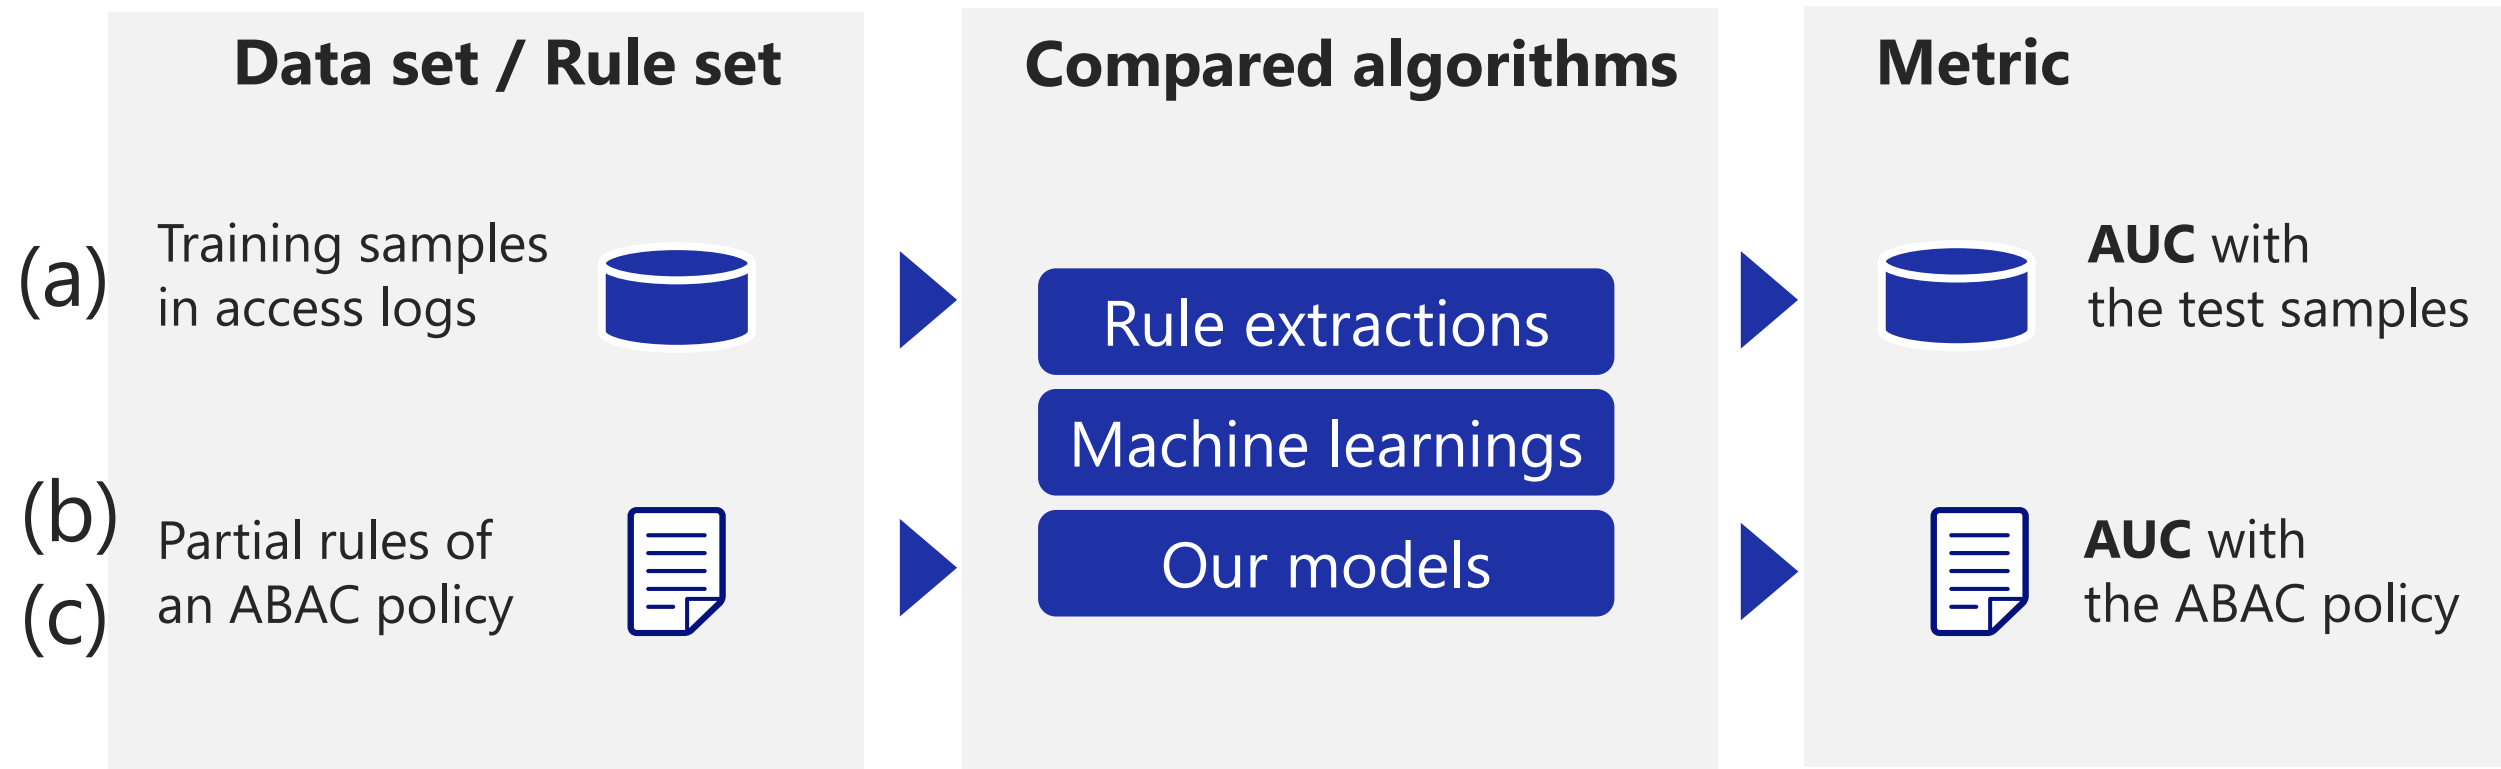 Data set / Rule set
Compared algorithms
Metric
(a)
Training samples
in access logs
Rule extractions
Machine learnings
Our models
AUC with
the test samples
(b)
(c)
Partial rules of
an ABAC policy
AUC with
the ABAC policy